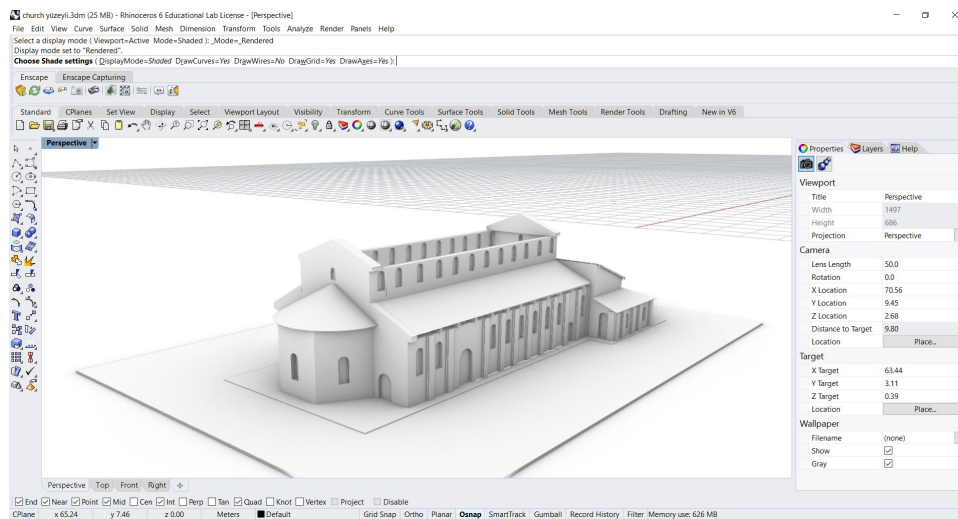 church yüzeyli.3dm (25 MB) - Rhinoceros 6 Educational Lab License - [Perspective]
File Edit View Curve Surface Solid Mesh Dimension Transform Tools Analyze Render Panels Help
Select a display mode ( Viewport=Active Mode=Shaded ): _Mode=_Rendered
Display mode set to "Rendered".
Choose Shade settings ( DisplayMode=Shaded DrawCurves=Yes DrawWires=No DrawGrid=Yes DrawAxes=Yes ):
Enscape Enscape Capturing
Standard CPlanes Set View Display Select Viewport Layout Visibility Transform Curve Tools Surface Tools Solid Tools Mesh Tools Render Tools Drafting New in V6
Perspective
Properties Layers Help
Viewport
Title Perspective
Width 1497
Height 686
Projection Perspective
Camera
Lens Length 50.0
Rotation 0.0
X Location 70.56
Y Location 9.45
Z Location 2.68
Distance to Target 9.80
Location Place...
Target
X Target 63.44
Y Target 3.11
Z Target 0.39
Location Place...
Wallpaper
Filename (none)
Show
Gray
Perspective Top Front Right
End Near Point Mid Cen Int Perp Tan Quad Knot Vertex Project Disable
CPlane x 65.24 y 7.46 z 0.00 Meters Default Grid Snap Ortho Planar Osnap SmartTrack Gumball Record History Filter Memory use: 626 MB